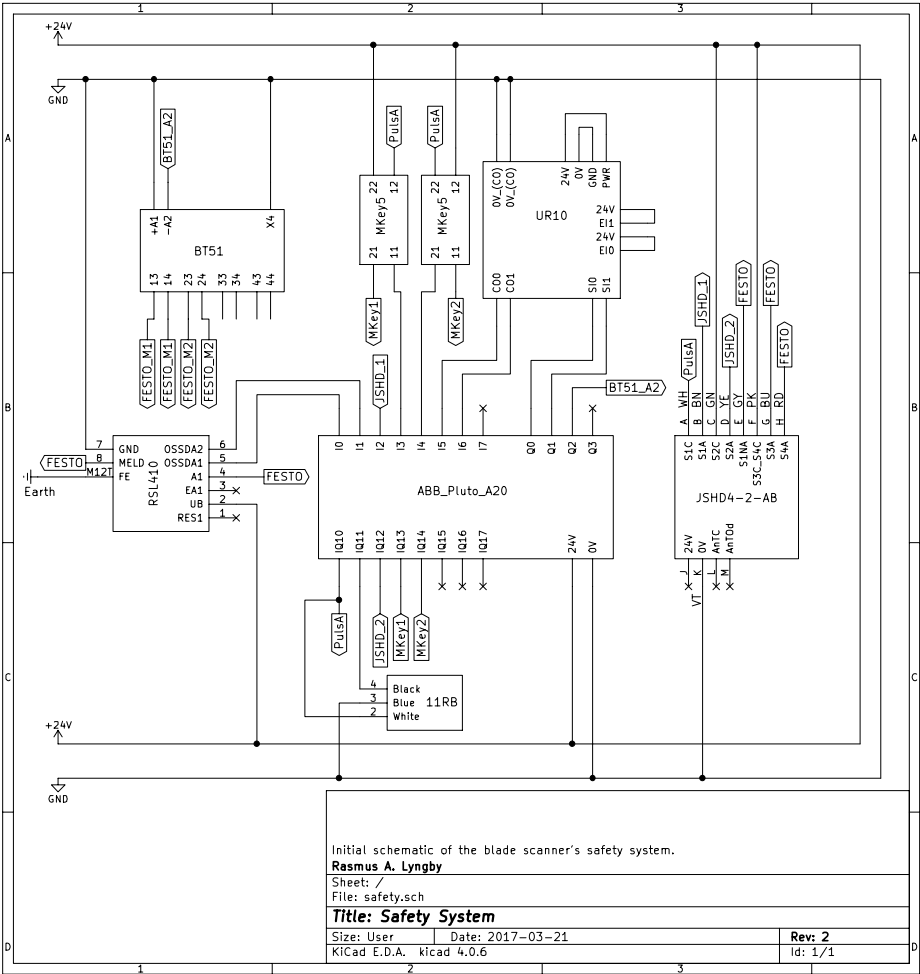 1 2 3
+24V
GND
A A
BT51_A2
PulsA
PulsA
+A1
-A2
X4
BT51
13
14
23
24
33
34
43
44
22
12
MKey5
21
11
22
12
MKey5
21
11
0V_(CO)
0V_(CO)
24V
0V
GND
PWR
UR10
24V
EI1
24V
EI0
CO0
CO1
SI0
SI1
FESTO_M1
FESTO_M1
FESTO_M2
FESTO_M2
MKey1
JSHD_1
MKey2
BT51_A2
PulsA
JSHD_1
JSHD_2
FESTO
FESTO
FESTO
B B
A WH
B BN
C GN
D YE
E GY
F PK
G BU
H RD
7 GND
8 MELD
M12T FE
FESTO
Earth
RSL410
OSSDA2 6
OSSDA1 5
A1 4
EA1 3
UB 2
RES1 1
FESTO
I0
I1
I2
I3
I4
I5
I6
I7
Q0
Q1
Q2
Q3
ABB_Pluto_A20
IQ10
IQ11
IQ12
IQ13
IQ14
IQ15
IQ16
IQ17
24V
0V
S1C
S1A
S2C
S2A
S1NA
S3C_S4C
S3A
S4A
JSHD4-2-AB
24V
0V
AnTC
AnTOd
J
VT K
L
M
PulsA
JSHD_2
MKey1
MKey2
C C
4 Black
3 Blue
2 White
11RB
+24V
GND
Initial schematic of the blade scanner's safety system.
Rasmus A. Lyngby
Sheet: /
File: safety.sch
Title: Safety System
Size: User Date: 2017-03-21 Rev: 2
KiCad E.D.A. kicad 4.0.6 Id: 1/1
D D
1 2 3